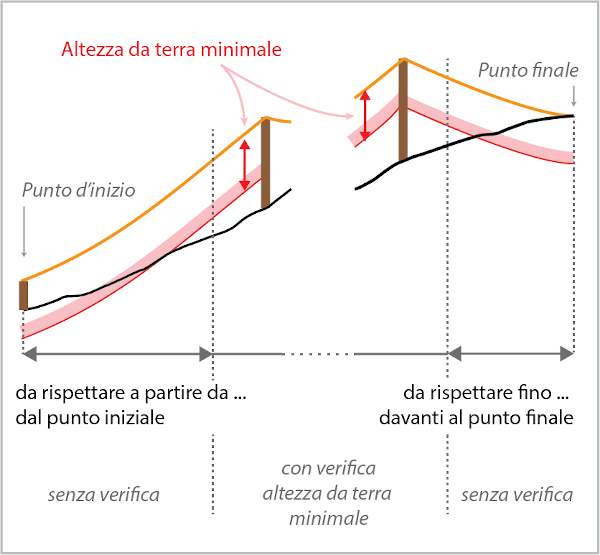 Altezza da terra minimale
Punto finale
Punto d'inizio
da rispettare a partire da ...
dal punto iniziale
da rispettare fino ...
davanti al punto finale
senza verifica
con verifica
altezza da terra
minimale
senza verifica